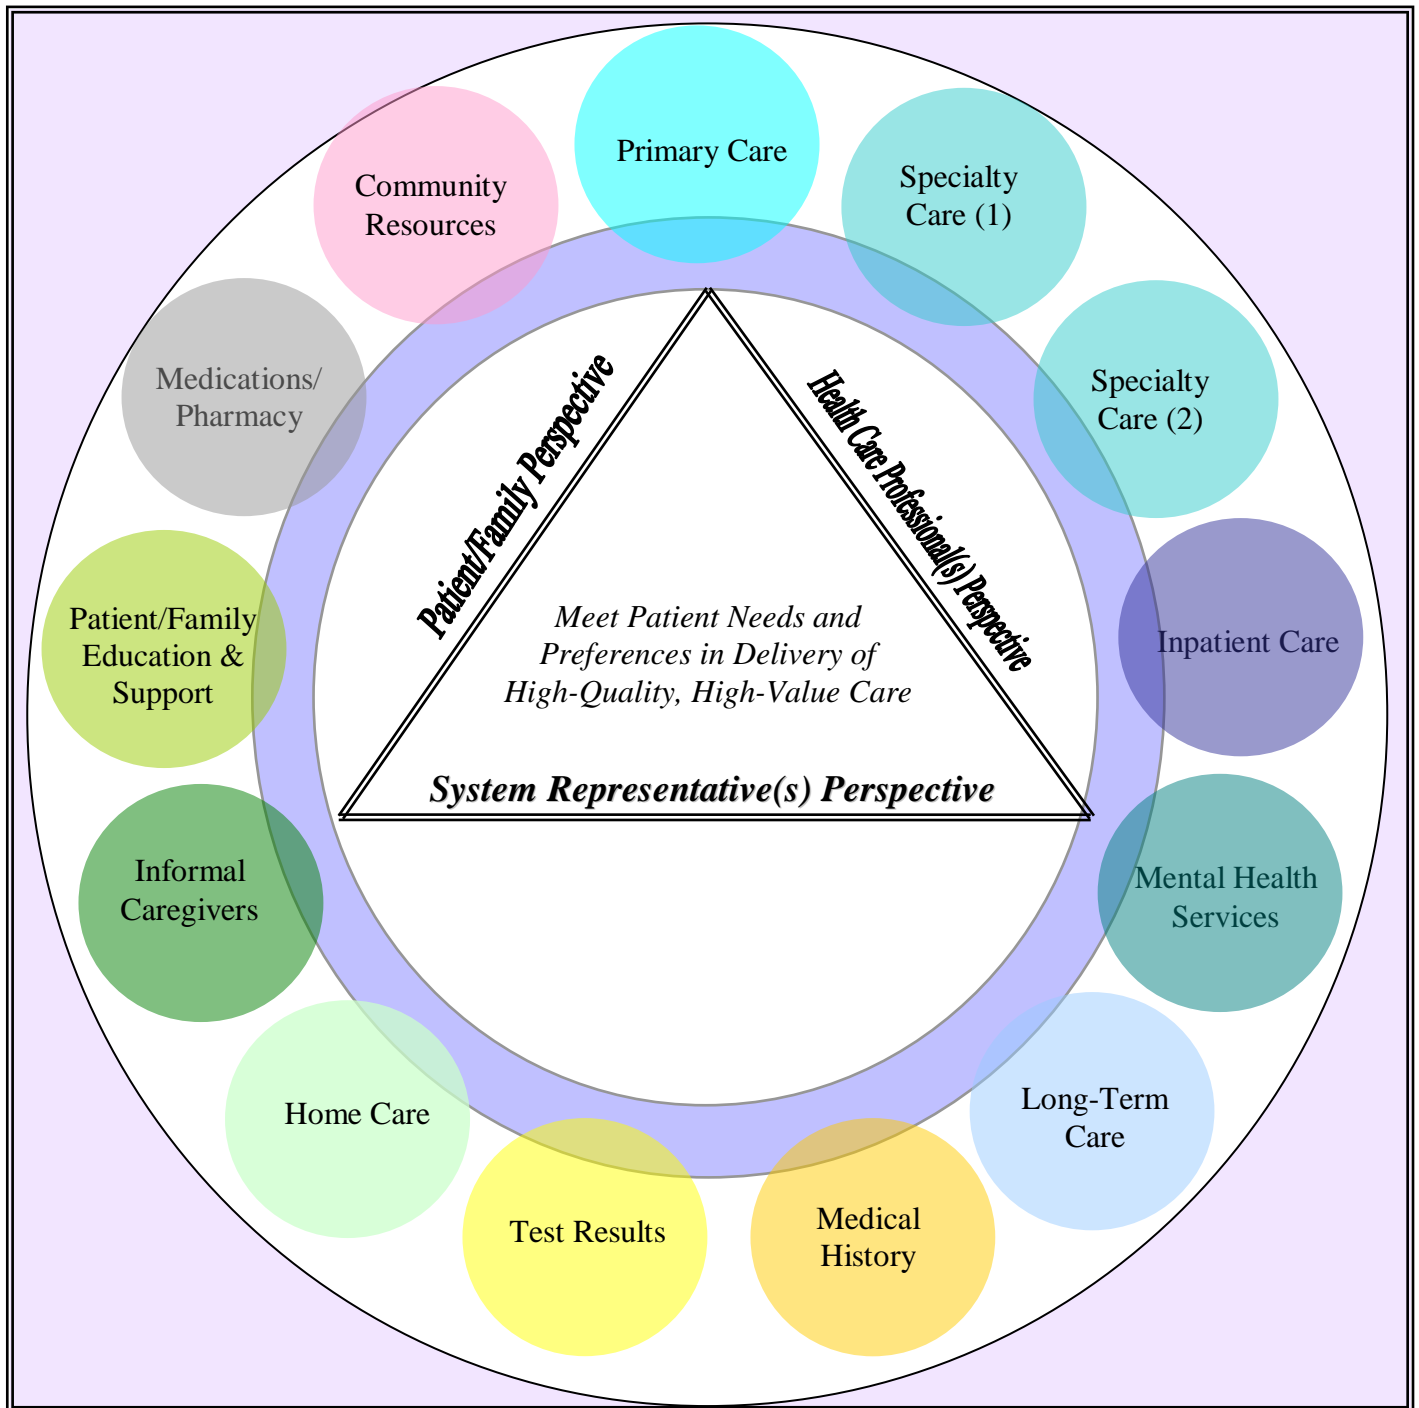 Primary Care
Specialty
Care (1)
Specialty
Care (2)
Inpatient Care
Mental Health
Services
Long-Term
Care
Medical
History
Test Results
Home Care
Informal
Caregivers
Patient/Family
Education &
Support
Medications/
Pharmacy
Community
Resources
Patient/Family Perspective
Health Care Professional(s) Perspective
Meet Patient Needs and
Preferences in Delivery of
High-Quality, High-Value Care
System Representative(s) Perspective